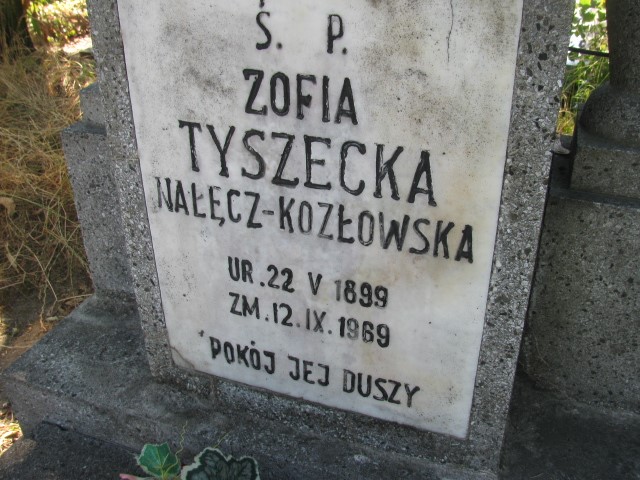 Ś. P.
ZOFIA
TYSZECKA
NAŁĘCZ-KOZŁOWSKA
UR. 22 V 1899
ZM. 12. IX. 1969
POKÓJ JEJ DUSZY